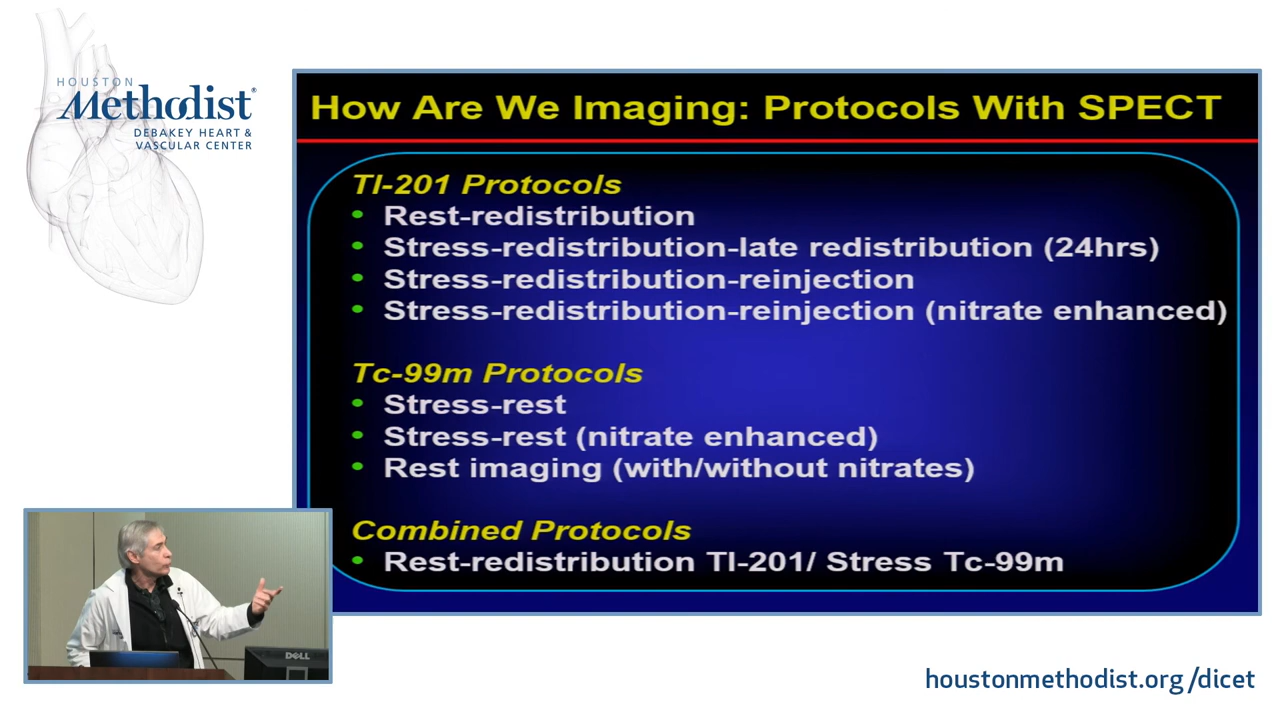 HOUSTON
Methodist®
DEBAKEY HEART &
VASCULAR CENTER
How Are We Imaging: Protocols With SPECT
Tl-201 Protocols
• Rest-redistribution
• Stress-redistribution-late redistribution (24hrs)
• Stress-redistribution-reinjection
• Stress-redistribution-reinjection (nitrate enhanced)
Tc-99m Protocols
• Stress-rest
• Stress-rest (nitrate enhanced)
• Rest imaging (with/without nitrates)
Combined Protocols
• Rest-redistribution Tl-201/ Stress Tc-99m
DELL
houstonmethodist.org/dicet